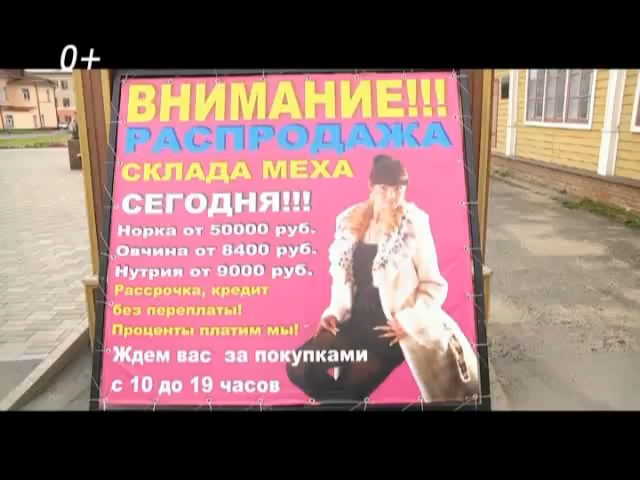 0+
ВНИМАНИЕ!!!
РАСПРОДАЖА
СКЛАДА МЕХА
СЕГОДНЯ!!!
Норка от 50000 руб.
Овчина от 8400 руб.
Нутрия от 9000 руб.
Рассрочка, кредит
без переплаты!
Проценты платим мы!
Ждем вас за покупками
с 10 до 19 часов